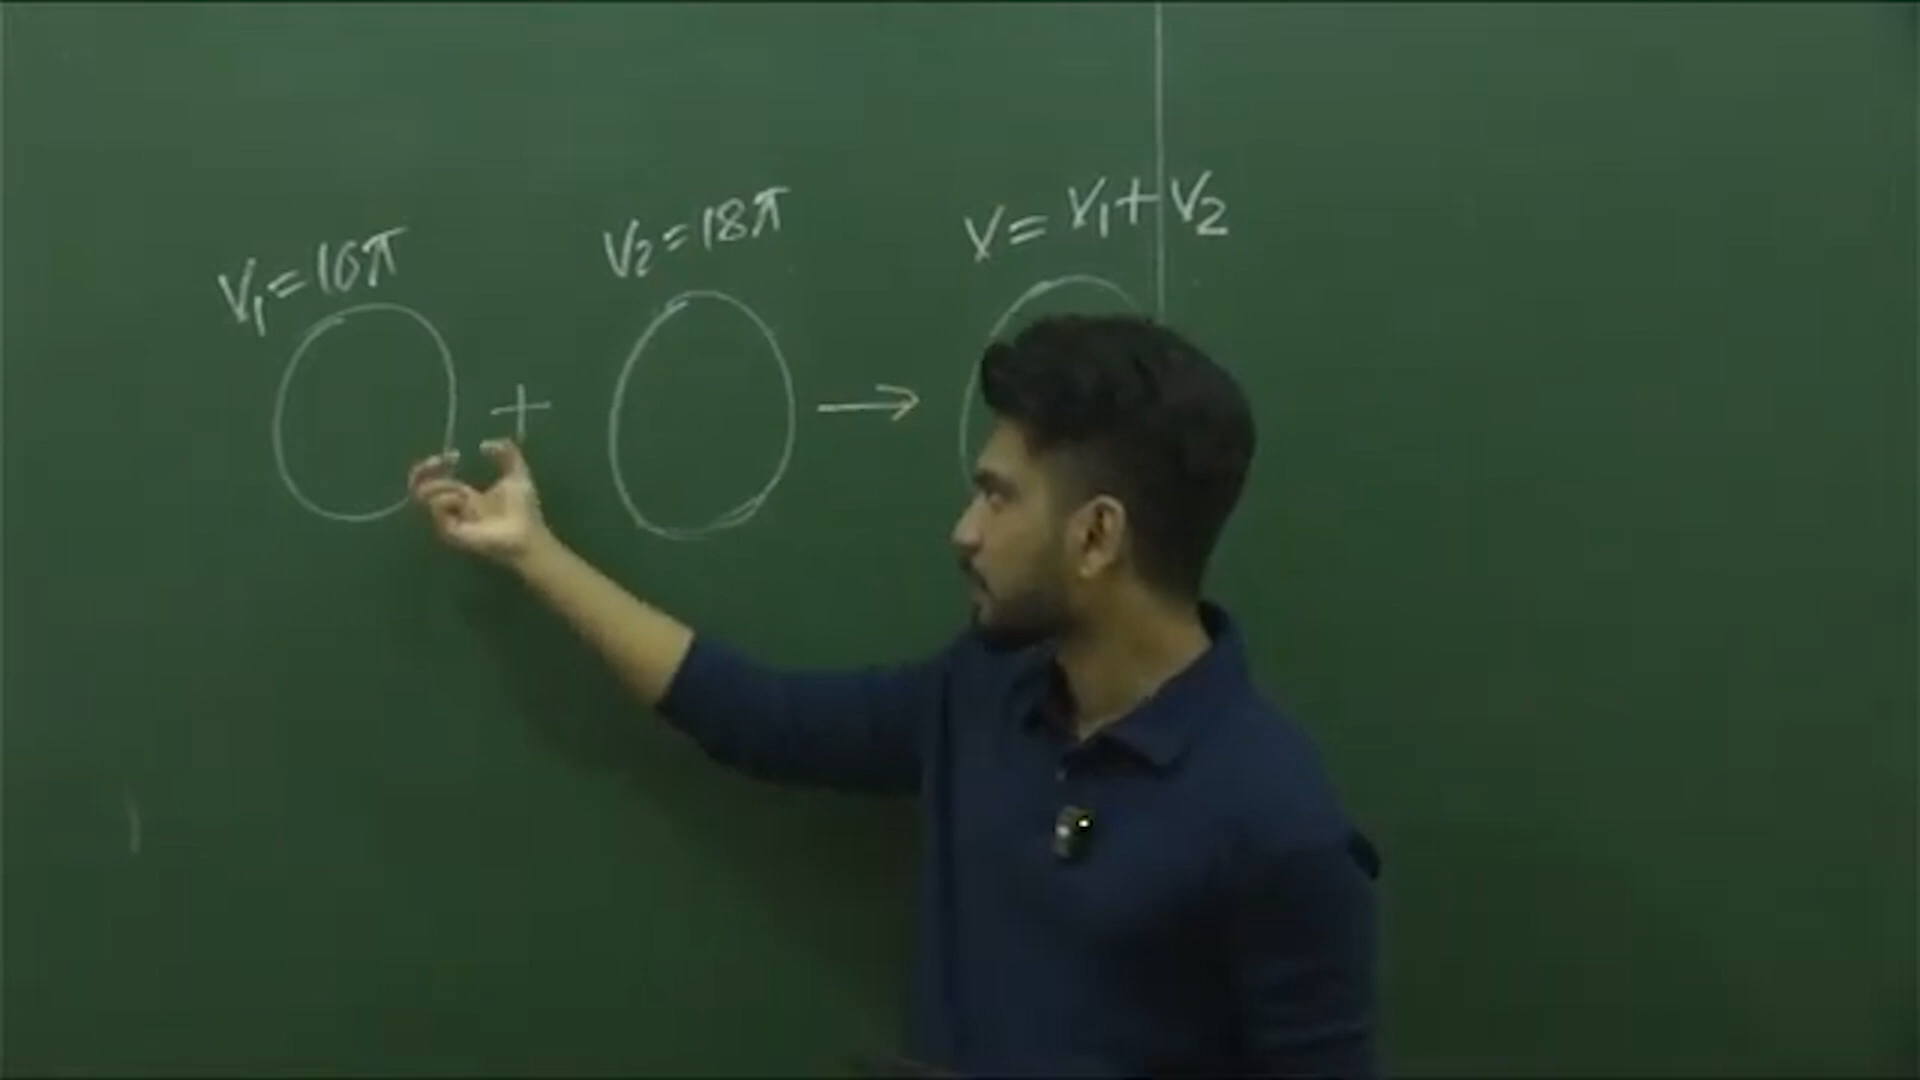 V₁ = 16π
+
V₂ = 18π
→
V = V₁ + V₂